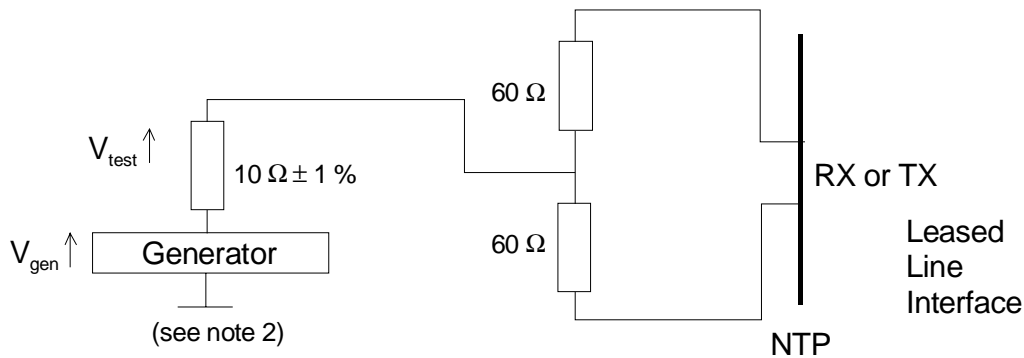 60 Ω
V_test
10 Ω ± 1 %
RX or TX
V_gen
Generator
60 Ω
Leased
Line
Interface
(see note 2)
NTP